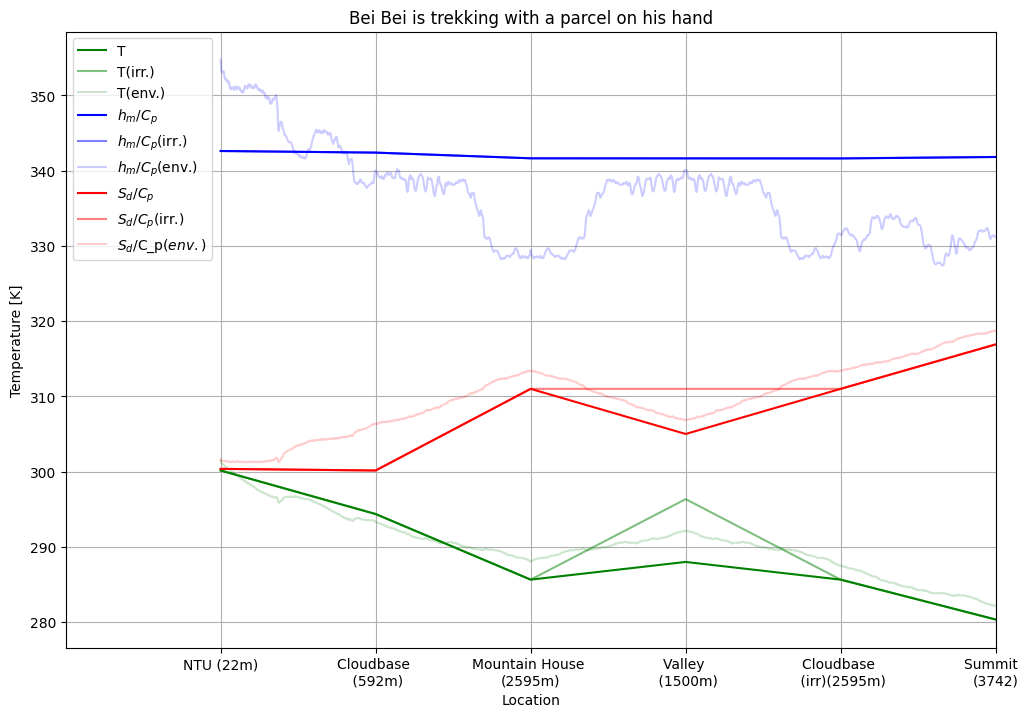 Bei Bei is trekking with a parcel on his hand
T
T(irr.)
T(env.)
$h_m/C_p$
$h_m/C_p$(irr.)
$h_m/C_p$(env.)
$S_d/C_p$
$S_d/C_p$(irr.)
$S_d$/C_p($env.$)
Temperature [K]
350
340
330
320
310
300
290
280
NTU (22m)
Cloudbase
(592m)
Mountain House
(2595m)
Valley
(1500m)
Cloudbase
(irr)(2595m)
Summit
(3742)
Location